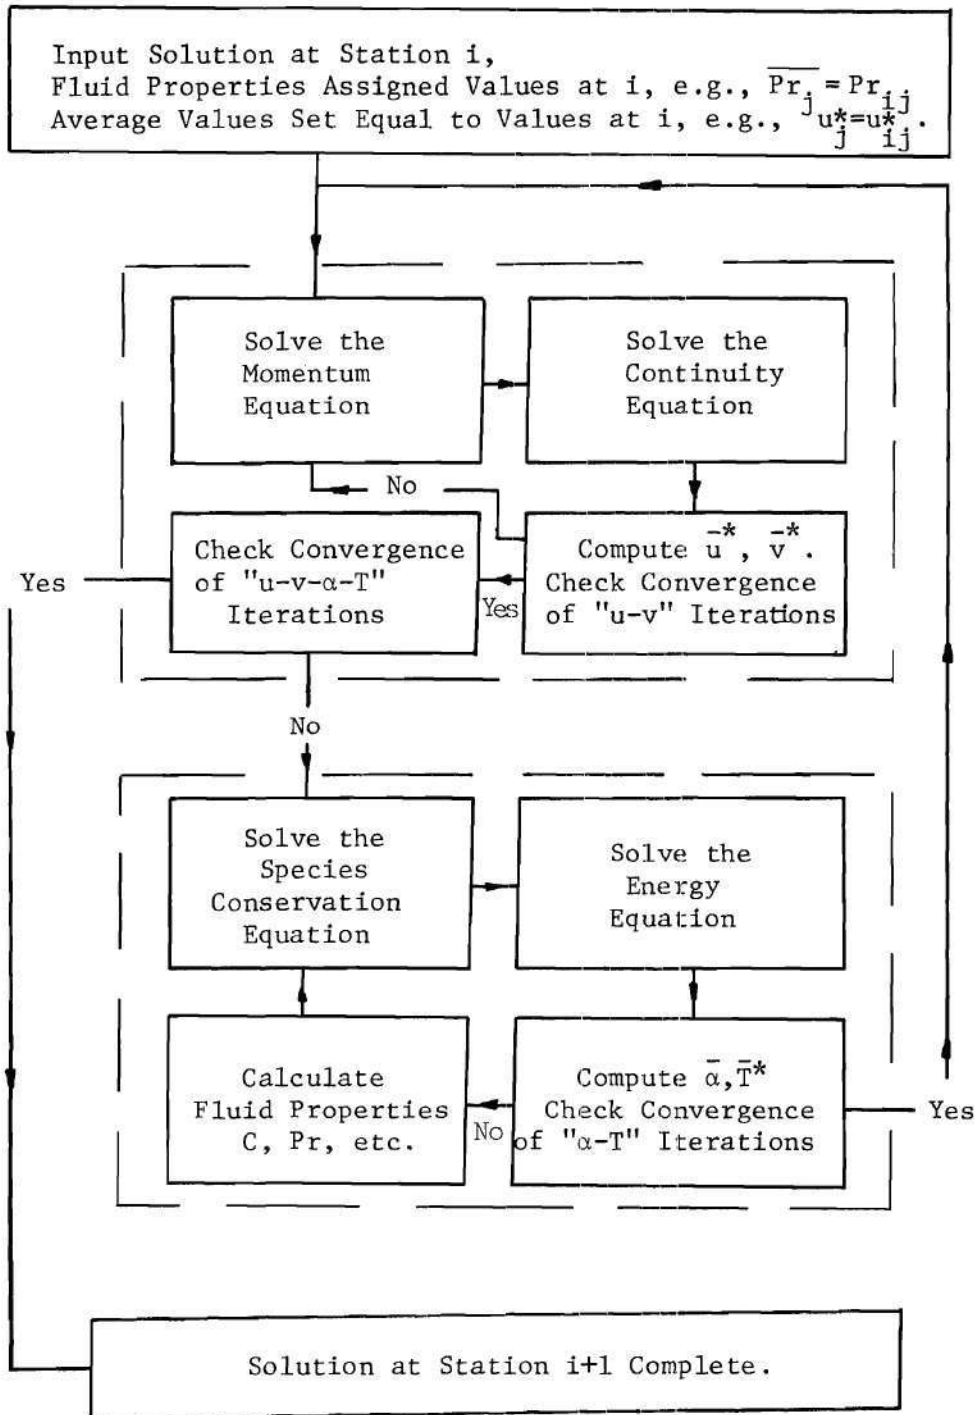 Input Solution at Station i,
Fluid Properties Assigned Values at i, e.g., P̅r̅ⱼ = Prᵢⱼ
Average Values Set Equal to Values at i, e.g., u*ⱼ=u*ᵢⱼ.
Solve the
Momentum
Equation
Solve the
Continuity
Equation
No
Check Convergence
of "u-v-α-T"
Iterations
Yes
Yes
Compute u̅*, v̅*.
Check Convergence
of "u-v" Iterations
No
Solve the
Species
Conservation
Equation
Solve the
Energy
Equation
Calculate
Fluid Properties
C, Pr, etc.
No
Compute α̅,T̅*
Check Convergence
of "α-T" Iterations
Yes
Solution at Station i+1 Complete.